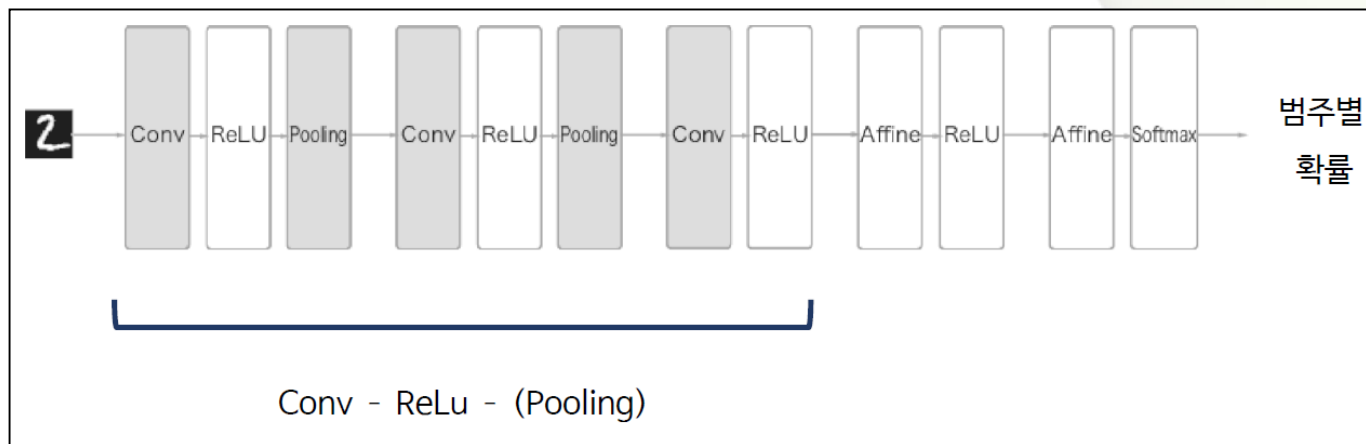 2
Conv ReLU Pooling Conv ReLU Pooling Conv ReLU Affine ReLU Affine Softmax
범주별
확률
Conv - ReLu - (Pooling)